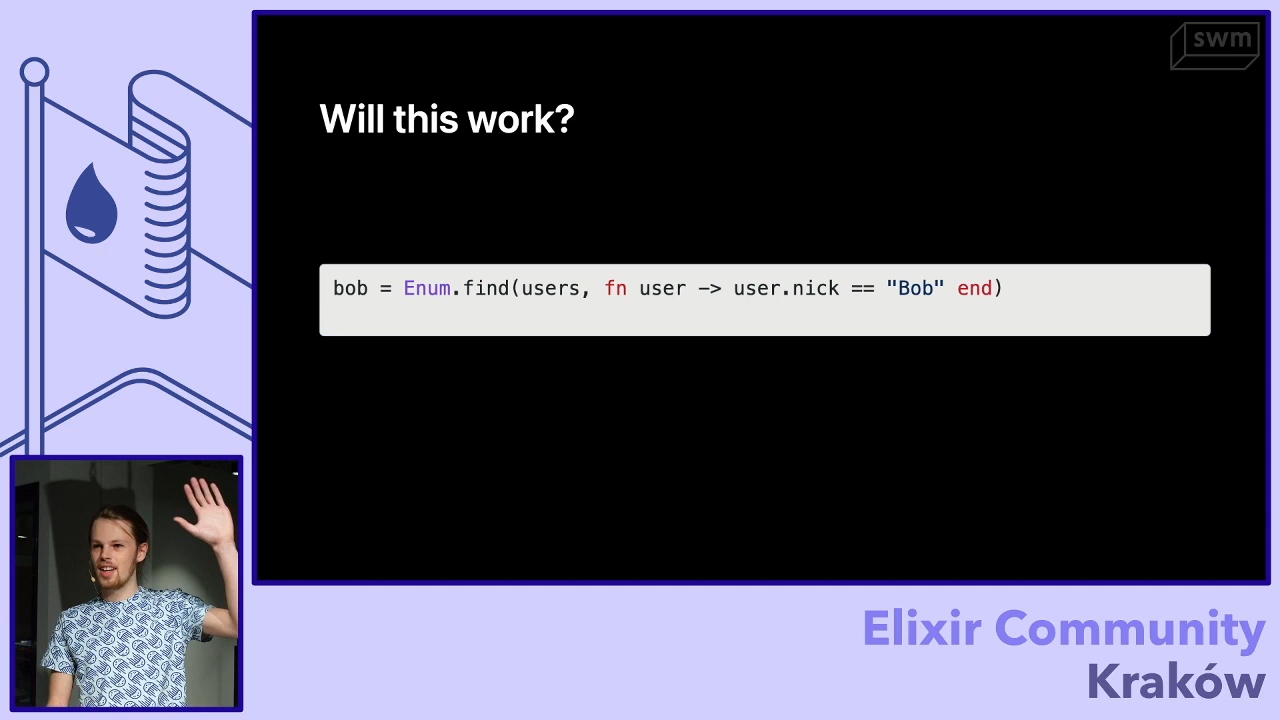 swm
Will this work?
bob = Enum.find(users, fn user -> user.nick == "Bob" end)
Elixir Community
Kraków